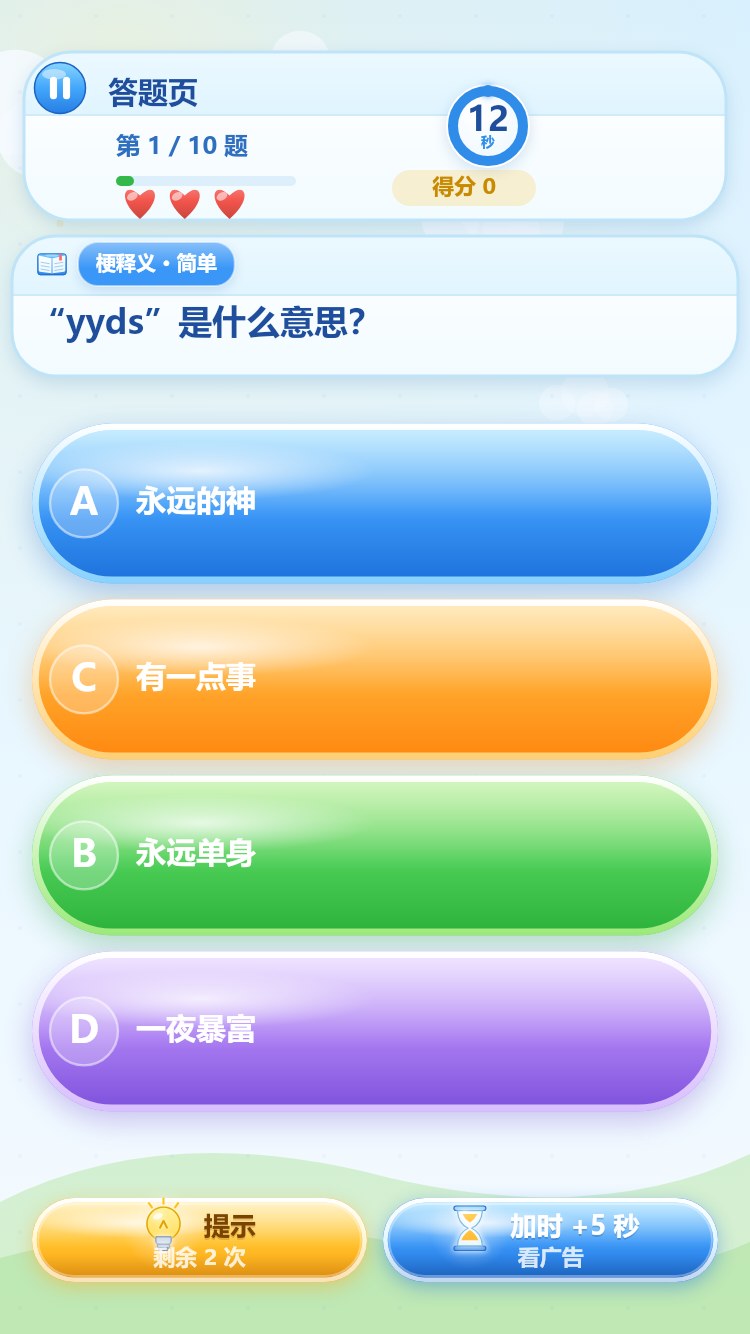 答题页
第 1 / 10 题
12
秒
得分 0
梗释义·简单
“yyds”是什么意思?
A 永远的神
C 有一点事
B 永远单身
D 一夜暴富
提示
剩余 2 次
加时 +5 秒
看广告